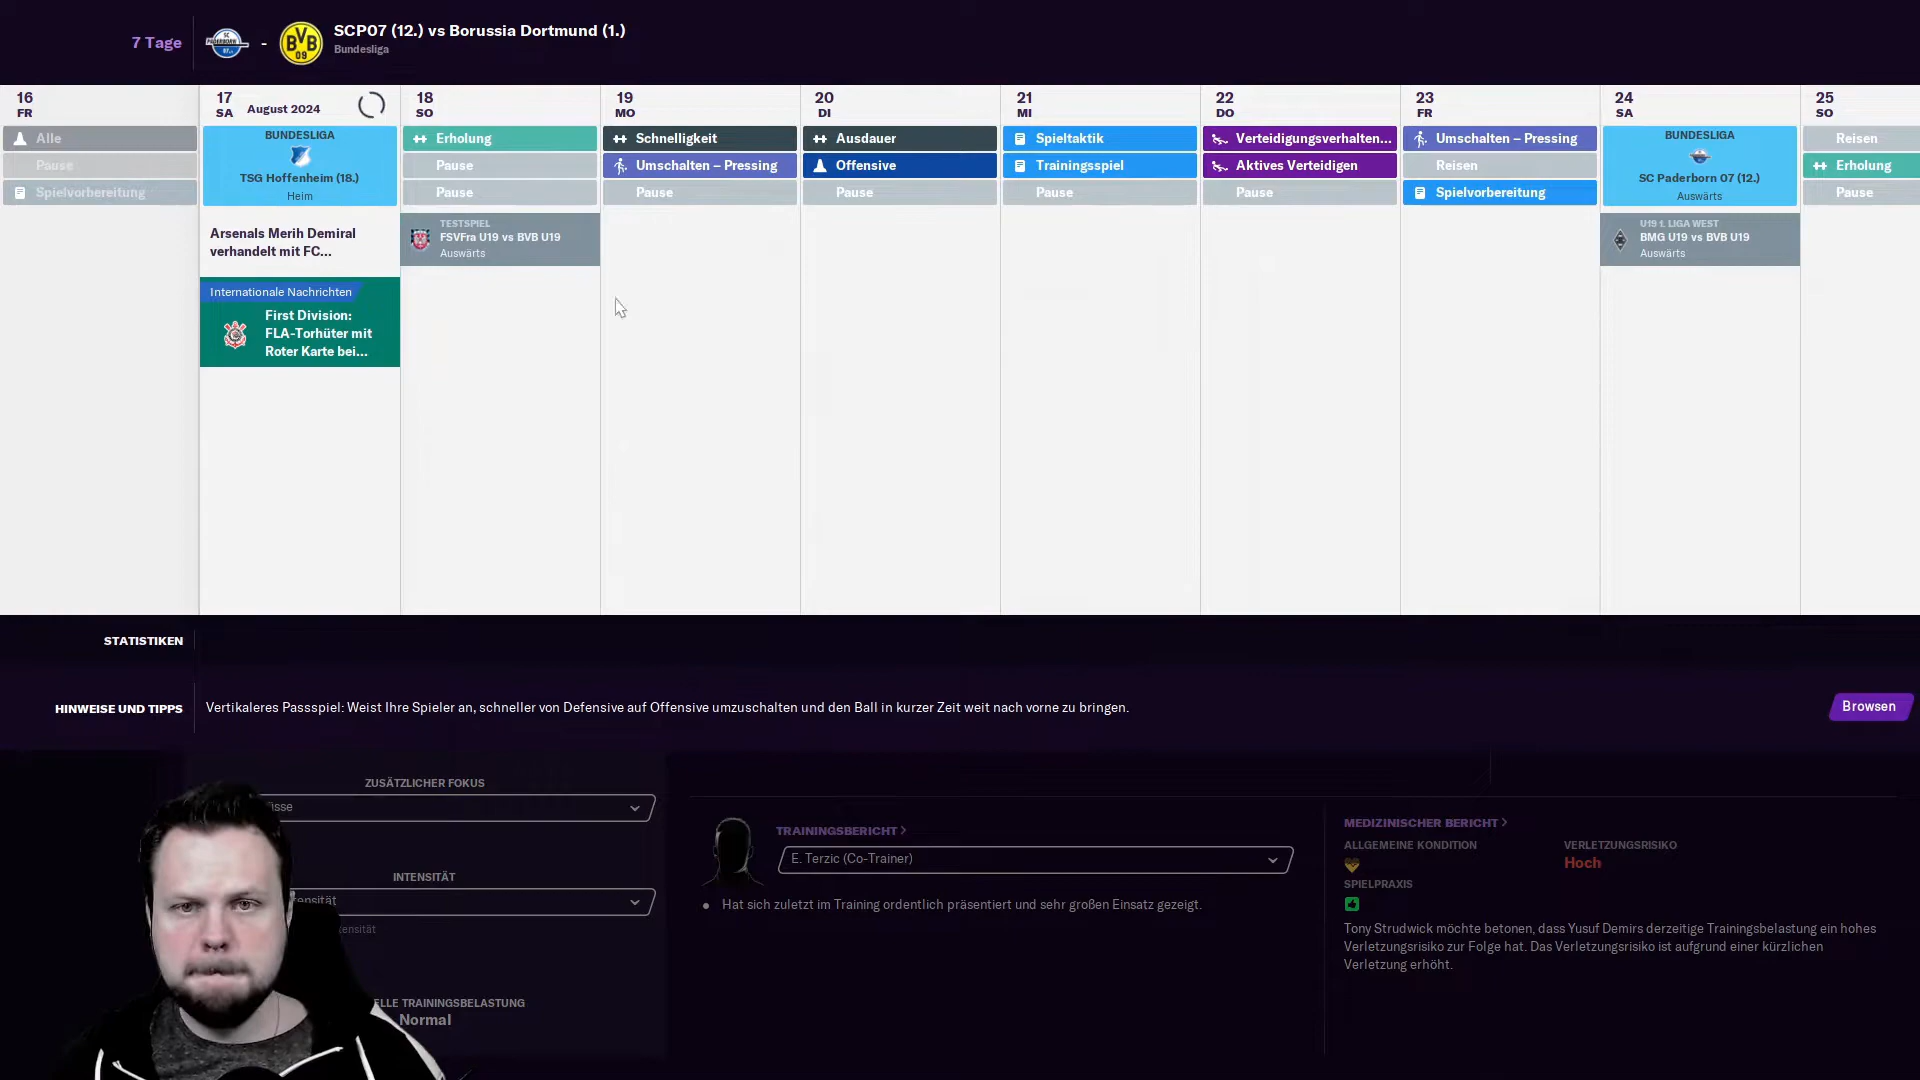 7 Tage
SCP07 (12.) vs Borussia Dortmund (1.)
Bundesliga
16
FR
17
SA
August 2024
18
SO
19
MO
20
DI
21
MI
22
DO
23
FR
24
SA
25
SO
Alle
Pause
Spielvorbereitung
BUNDESLIGA
TSG Hoffenheim (18.)
Heim
Arsenals Merih Demiral
verhandelt mit FC...
Internationale Nachrichten
First Division:
FLA-Torhüter mit
Roter Karte bei...
Erholung
Pause
Pause
TESTSPIEL
FSVFra U19 vs BVB U19
Auswärts
Schnelligkeit
Umschalten – Pressing
Pause
Ausdauer
Offensive
Pause
Spieltaktik
Trainingsspiel
Pause
Verteidigungsverhalten...
Aktives Verteidigen
Pause
Umschalten – Pressing
Reisen
Spielvorbereitung
BUNDESLIGA
SC Paderborn 07 (12.)
Auswärts
U19 1. LIGA WEST
BMG U19 vs BVB U19
Auswärts
Reisen
Erholung
Pause
STATISTIKEN
HINWEISE UND TIPPS
Vertikaleres Passspiel: Weist Ihre Spieler an, schneller von Defensive auf Offensive umzuschalten und den Ball in kurzer Zeit weit nach vorne zu bringen.
Browsen
ZUSÄTZLICHER FOKUS
INTENSITÄT
Normal
TRAININGSBERICHT
E. Terzic (Co-Trainer)
Hat sich zuletzt im Training ordentlich präsentiert und sehr großen Einsatz gezeigt.
MEDIZINISCHER BERICHT
ALLGEMEINE KONDITION
VERLETZUNGSRISIKO
Hoch
SPIELPRAXIS
Tony Strudwick möchte betonen, dass Yusuf Demirs derzeitige Trainingsbelastung ein hohes
Verletzungsrisiko zur Folge hat. Das Verletzungsrisiko ist aufgrund einer kürzlichen
Verletzung erhöht.